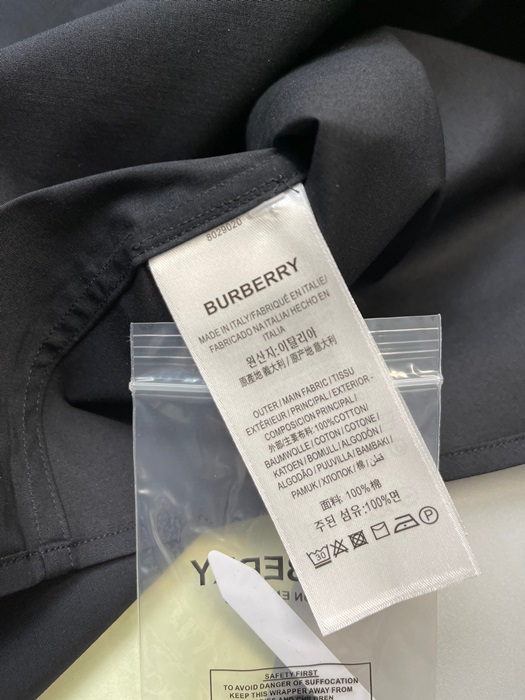 8029020
BURBERRY
MADE IN ITALY/FABRIQUÉ EN ITALIE/
FABRICADO NA ITALIA/HECHO EN
ITALIA
원산지:이탈리아
原產地 義大利/原产地 意大利
OUTER/MAIN FABRIC/TISSU
EXTÉRIEUR/PRINCIPAL/EXTERIOR-
COMPOSICIÓN PRINCIPAL
外部/主要布料:100%COTTON/
BAUMWOLLE/COTON/COTONE/
KATOEN/BOMULL/ALGODÓN/
ALGODÃO/PUUVILLA/BAMBAKI/
PAMUK/ХЛОПОК/棉/قطن
面料: 100% 棉
주된 섬유:100%면
30
P
SAFETY FIRST
TO AVOID DANGER OF SUFFOCATION
KEEP THIS WRAPPER AWAY FROM